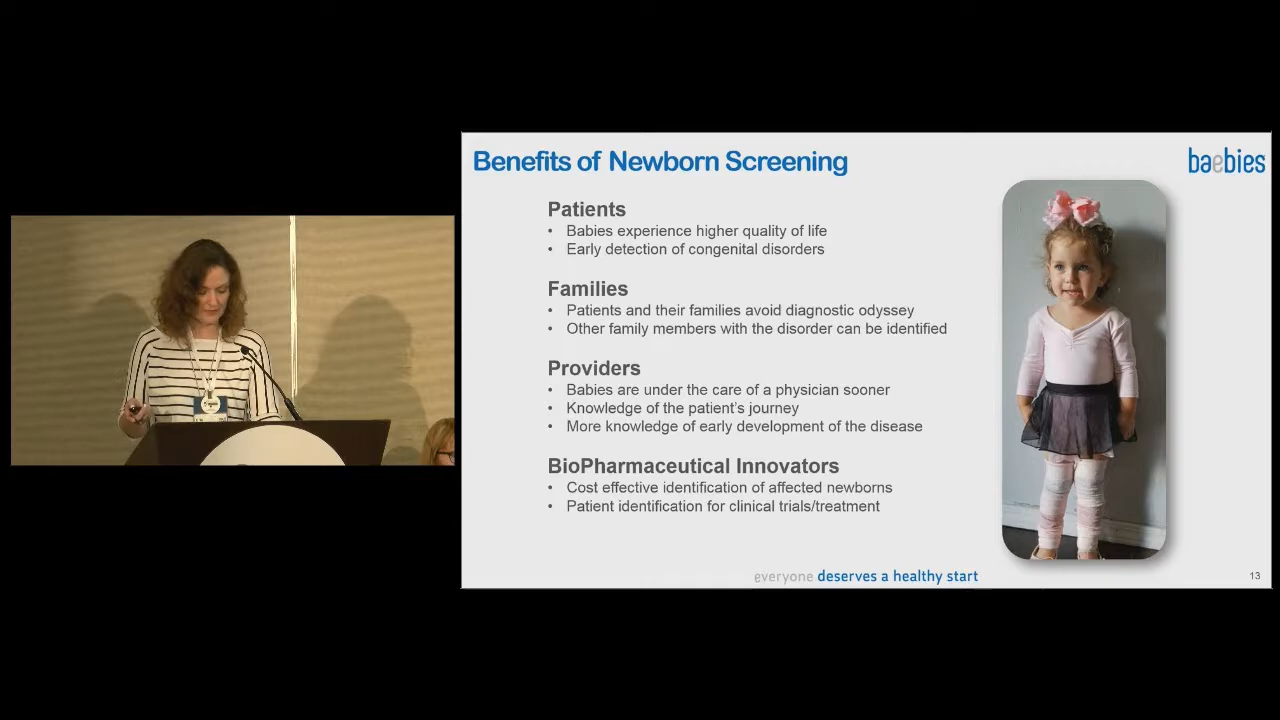 Benefits of Newborn Screening
baebies
Patients
• Babies experience higher quality of life
• Early detection of congenital disorders
Families
• Patients and their families avoid diagnostic odyssey
• Other family members with the disorder can be identified
Providers
• Babies are under the care of a physician sooner
• Knowledge of the patient's journey
• More knowledge of early development of the disease
BioPharmaceutical Innovators
• Cost effective identification of affected newborns
• Patient identification for clinical trials/treatment
everyone deserves a healthy start
13